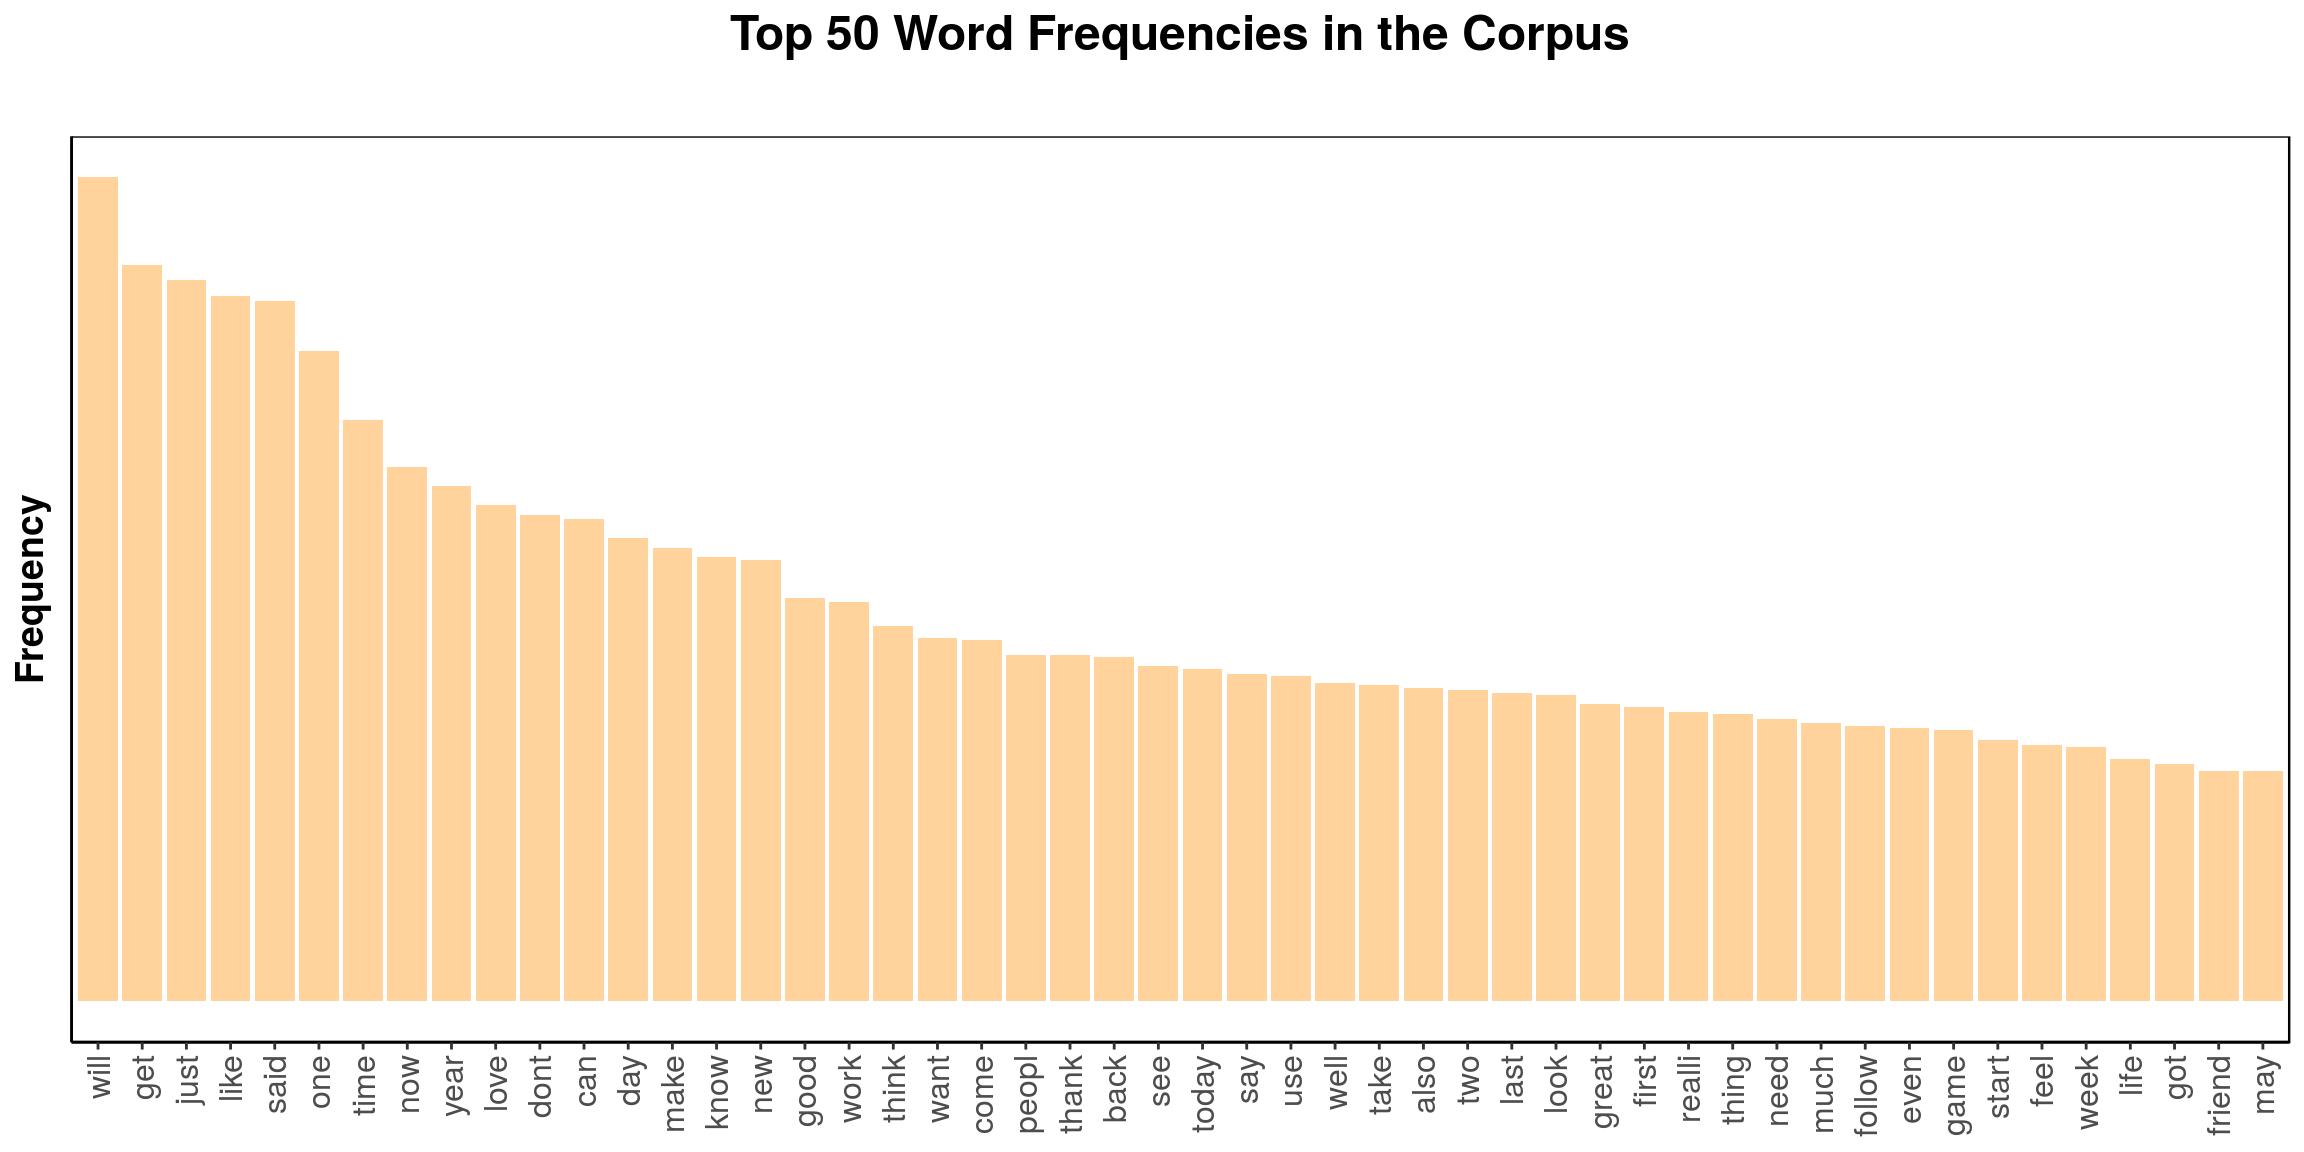 Top 50 Word Frequencies in the Corpus
Frequency
will
get
just
like
said
one
time
now
year
love
dont
can
day
make
know
new
good
work
think
want
come
peopl
thank
back
see
today
say
use
well
take
also
two
last
look
great
first
realli
thing
need
much
follow
even
game
start
feel
week
life
got
friend
may